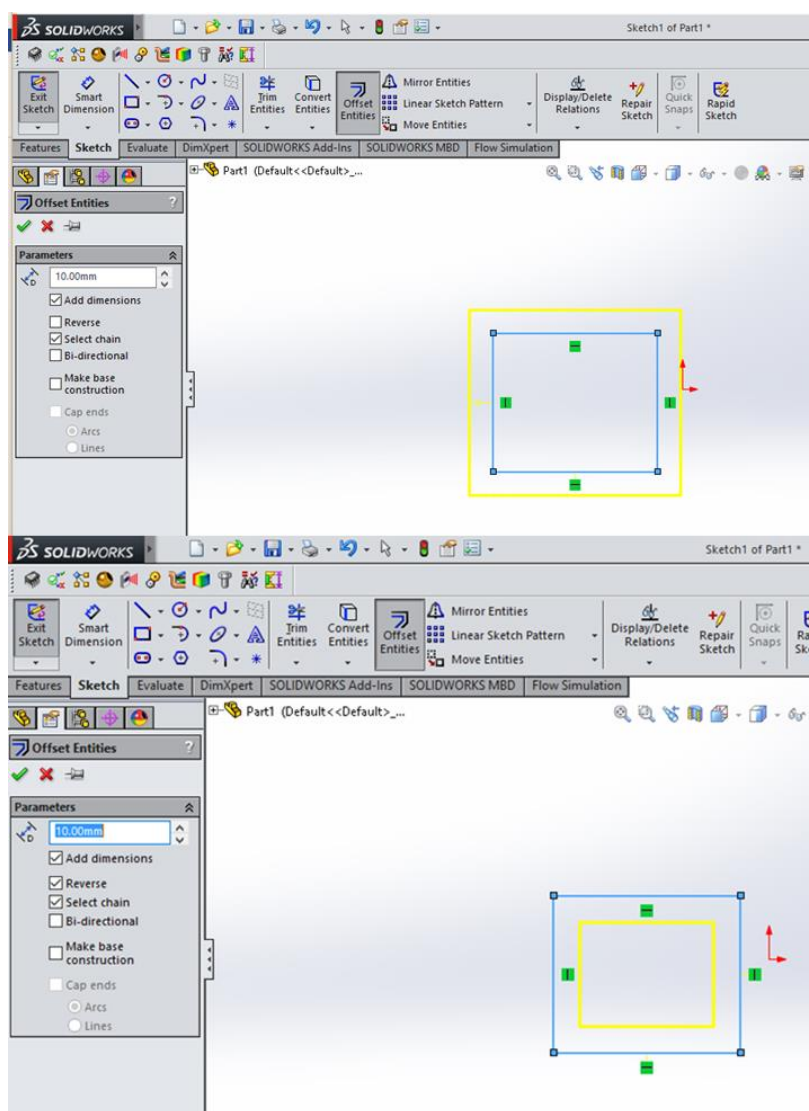 SOLIDWORKS
Sketch1 of Part1 *
Exit Sketch
Smart Dimension
Trim Entities
Convert Entities
Offset Entities
Mirror Entities
Linear Sketch Pattern
Move Entities
Display/Delete Relations
Repair Sketch
Quick Snaps
Rapid Sketch
Features Sketch Evaluate DimXpert SOLIDWORKS Add-Ins SOLIDWORKS MBD Flow Simulation
Part1 (Default<<Default>_...
Offset Entities ?
Parameters
D 10.00mm
Add dimensions
Reverse
Select chain
Bi-directional
Make base
construction
Cap ends
Arcs
Lines
SOLIDWORKS
Sketch1 of Part1 *
Exit Sketch
Smart Dimension
Trim Entities
Convert Entities
Offset Entities
Mirror Entities
Linear Sketch Pattern
Move Entities
Display/Delete Relations
Repair Sketch
Quick Snaps
Ra
Sk
Features Sketch Evaluate DimXpert SOLIDWORKS Add-Ins SOLIDWORKS MBD Flow Simulation
Part1 (Default<<Default>_...
Offset Entities ?
Parameters
D 10.00mm
Add dimensions
Reverse
Select chain
Bi-directional
Make base
construction
Cap ends
Arcs
Lines